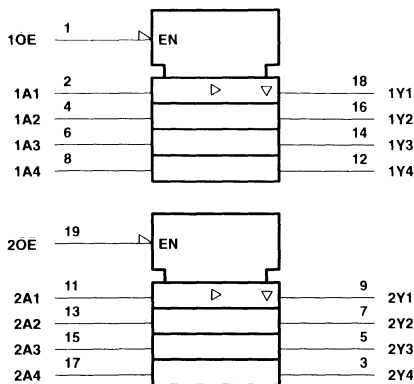 1OE 1 EN
1A1 2 18 1Y1
1A2 4 16 1Y2
1A3 6 14 1Y3
1A4 8 12 1Y4
2OE 19 EN
2A1 11 9 2Y1
2A2 13 7 2Y2
2A3 15 5 2Y3
2A4 17 3 2Y4